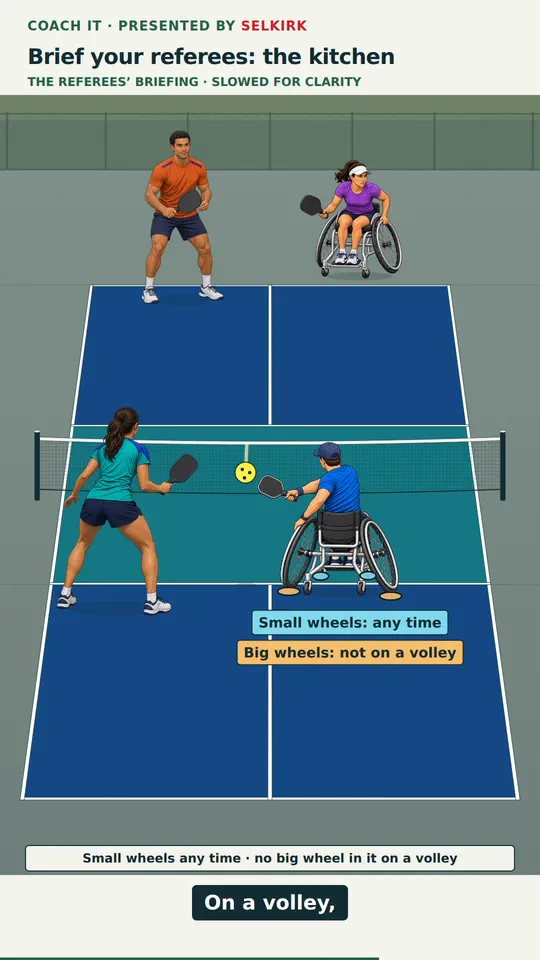 COACH IT · PRESENTED BY SELKIRK
Brief your referees: the kitchen
THE REFEREES’ BRIEFING · SLOWED FOR CLARITY
Small wheels: any time
Big wheels: not on a volley
Small wheels any time · no big wheel in it on a volley
On a volley,